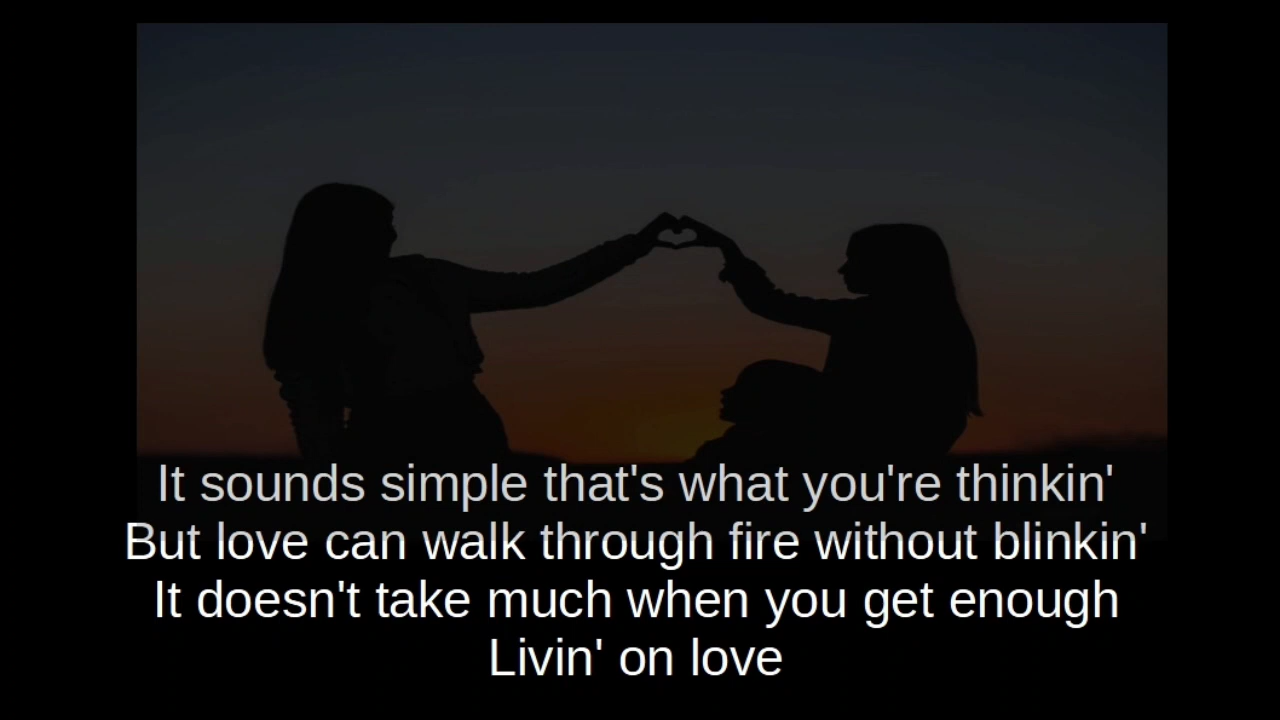 It sounds simple that's what you're thinkin'
But love can walk through fire without blinkin'
It doesn't take much when you get enough
Livin' on love